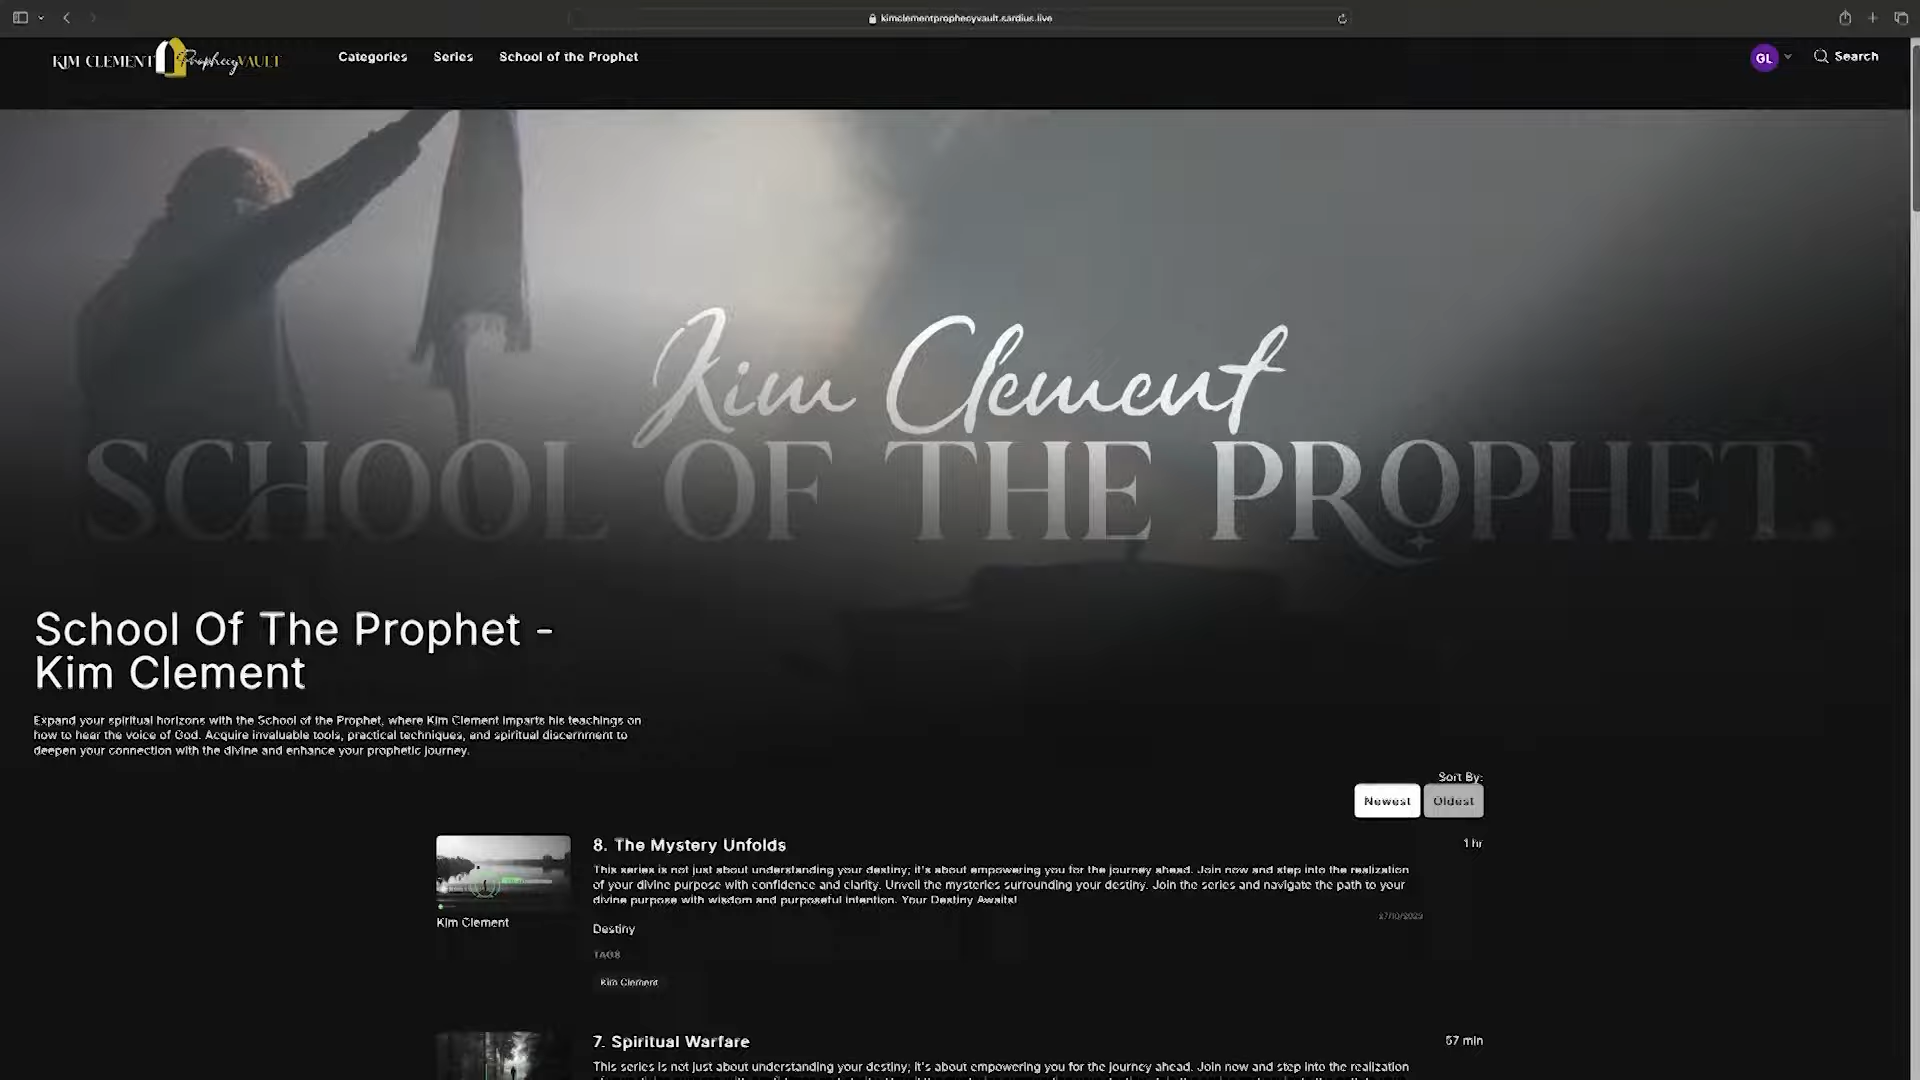 kimclementprophecyvault.sardius.live
KIM CLEMENT ProphecyVAULT
Categories
Series
School of the Prophet
GL
Search
Kim Clement
SCHOOL OF THE PROPHET.
School Of The Prophet -
Kim Clement
Expand your spiritual horizons with the School of the Prophet, where Kim Clement imparts his teachings on
how to hear the voice of God. Acquire invaluable tools, practical techniques, and spiritual discernment to
deepen your connection with the divine and enhance your prophetic journey.
Sort By:
Newest
Oldest
8. The Mystery Unfolds
1 hr
This series is not just about understanding your destiny; it's about empowering you for the journey ahead. Join now and step into the realization
of your divine purpose with confidence and clarity. Unveil the mysteries surrounding your destiny. Join the series and navigate the path to your
divine purpose with wisdom and purposeful intention. Your Destiny Awaits!
27/10/2023
Kim Clement
Destiny
TAGS
Kim Clement
7. Spiritual Warfare
57 min
This series is not just about understanding your destiny; it's about empowering you for the journey ahead. Join now and step into the realization